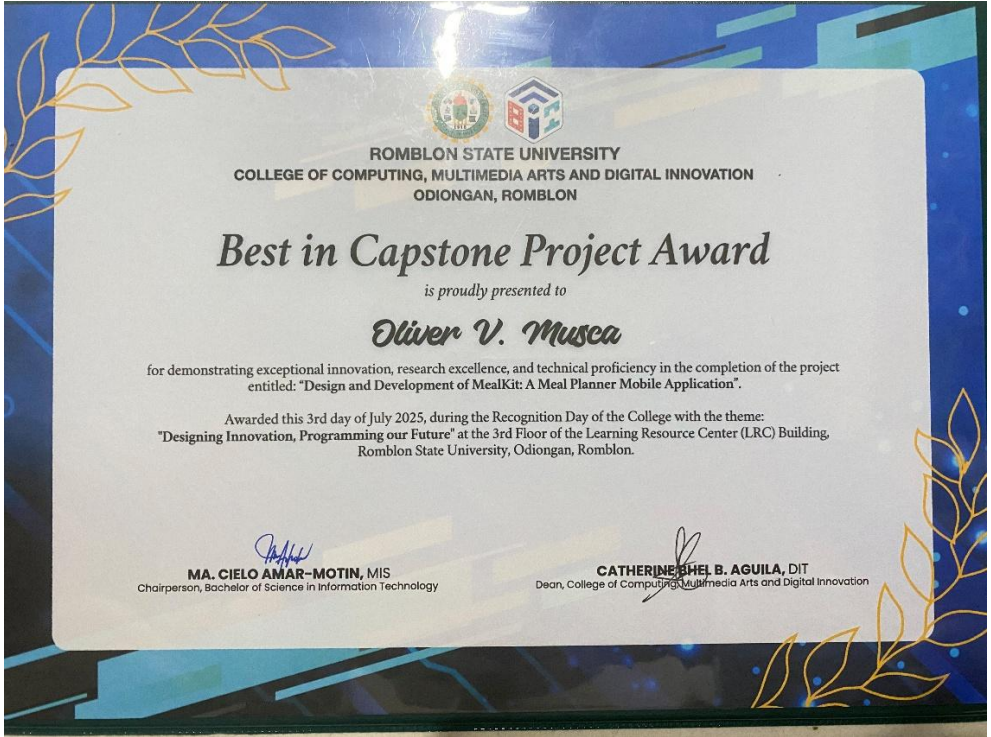 ROMBLON STATE UNIVERSITY
COLLEGE OF COMPUTING, MULTIMEDIA ARTS AND DIGITAL INNOVATION
ODIONGAN, ROMBLON
Best in Capstone Project Award
is proudly presented to
Oliver V. Musca
for demonstrating exceptional innovation, research excellence, and technical proficiency in the completion of the project
entitled: “Design and Development of MealKit: A Meal Planner Mobile Application”.
Awarded this 3rd day of July 2025, during the Recognition Day of the College with the theme:
"Designing Innovation, Programming our Future" at the 3rd Floor of the Learning Resource Center (LRC) Building,
Romblon State University, Odiongan, Romblon.
MA. CIELO AMAR-MOTIN, MIS
Chairperson, Bachelor of Science in Information Technology
CATHERINE BHEL B. AGUILA, DIT
Dean, College of Computing, Multimedia Arts and Digital Innovation